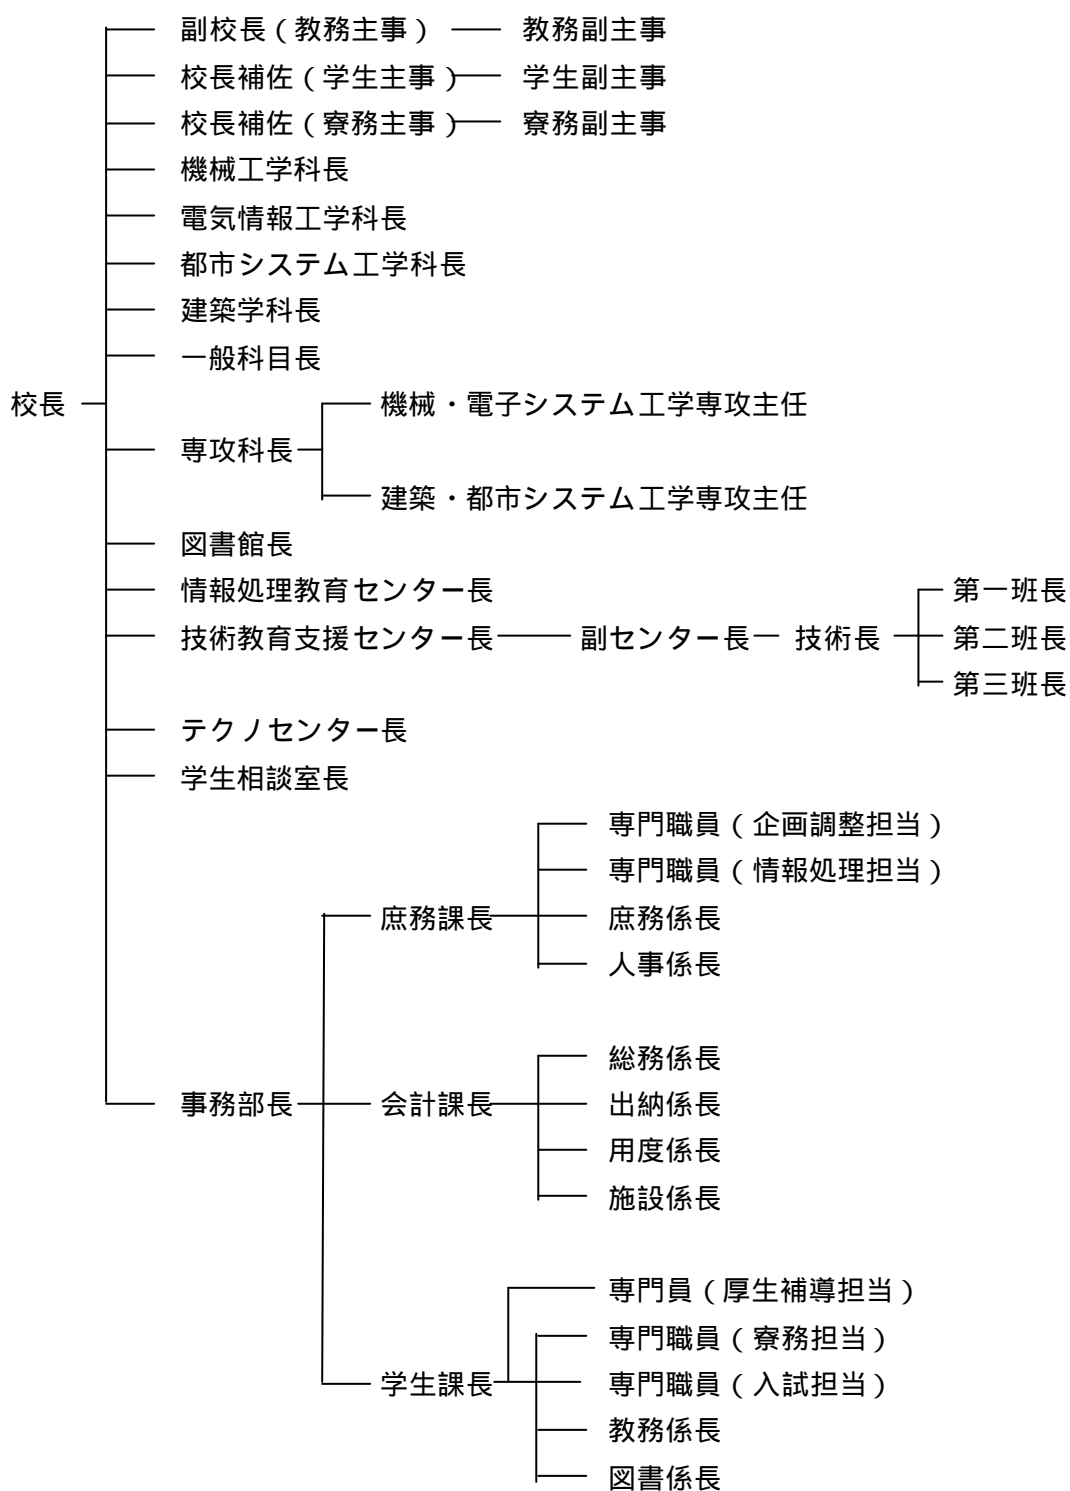 副校長（教務主事） 教務副主事
校長補佐（学生主事） 学生副主事
校長補佐（寮務主事） 寮務副主事
機械工学科長
電気情報工学科長
都市システム工学科長
建築学科長
一般科目長
校長 機械・電子システム工学専攻主任
専攻科長
建築・都市システム工学専攻主任
図書館長
情報処理教育センター長 第一班長
技術教育支援センター長 副センター長 技術長 第二班長
第三班長
テクノセンター長
学生相談室長
専門職員（企画調整担当）
専門職員（情報処理担当）
庶務課長 庶務係長
人事係長
総務係長
事務部長 会計課長 出納係長
用度係長
施設係長
専門員（厚生補導担当）
専門職員（寮務担当）
学生課長 専門職員（入試担当）
教務係長
図書係長